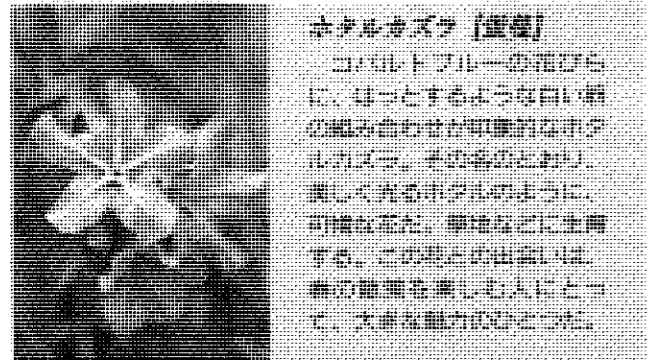 ホタルカズラ [蛍葛]
コバルトブルーの花びら
に、はっとするような白い柄
の組み合わせが印象的なホタ
ルカズラ。その名のとおり、
美しく光るホタルのように、
可憐な花だ。草地などに生育
する。この花との出会いは、
春の散策を楽しむ人にとっ
て、大きな魅力のひとつだ。